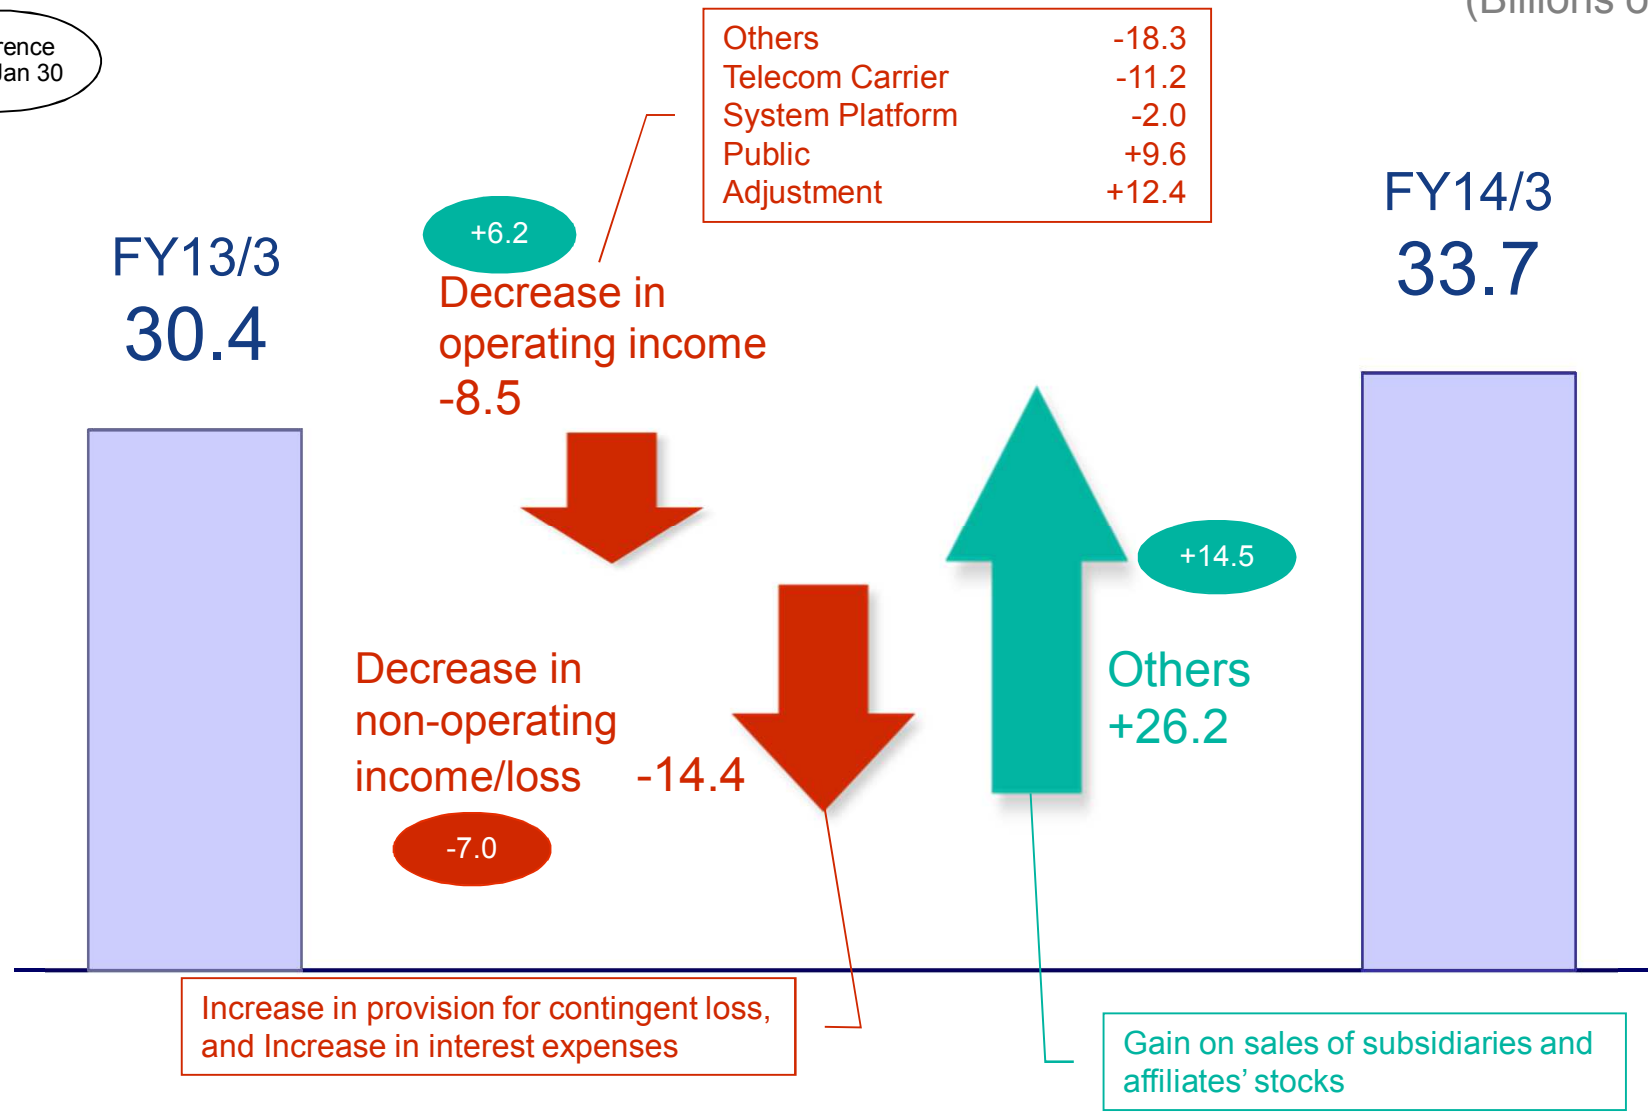 (Billions o
rence
Jan 30
Others -18.3
Telecom Carrier -11.2
System Platform -2.0
Public +9.6
Adjustment +12.4
FY13/3
30.4
+6.2
Decrease in
operating income
-8.5
FY14/3
33.7
+14.5
Decrease in
non-operating
income/loss -14.4
-7.0
Others
+26.2
Increase in provision for contingent loss,
and Increase in interest expenses
Gain on sales of subsidiaries and
affiliates’ stocks